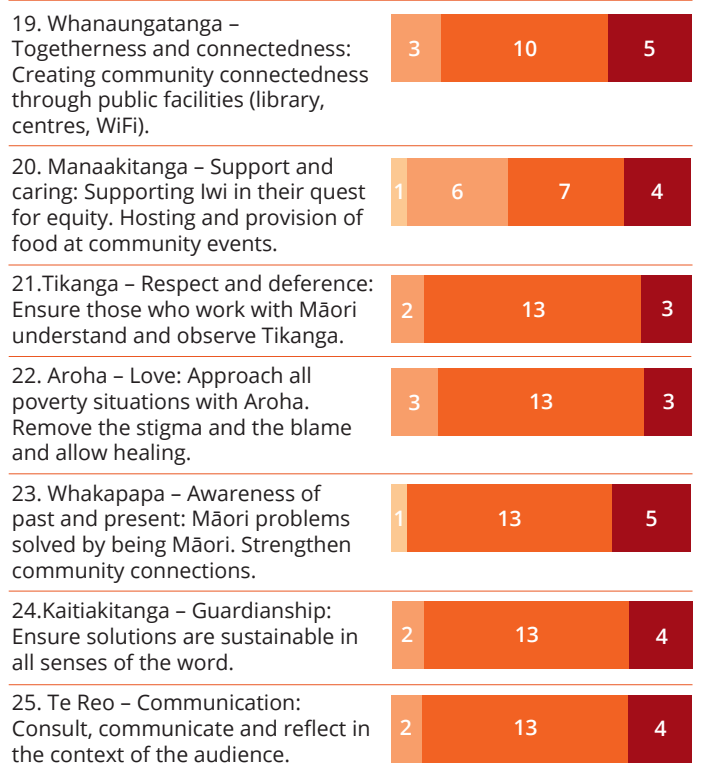 19. Whanaungatanga –
Togetherness and connectedness:
Creating community connectedness
through public facilities (library,
centres, WiFi).
3 10 5
20. Manaakitanga – Support and
caring: Supporting Iwi in their quest
for equity. Hosting and provision of
food at community events.
1 6 7 4
21.Tikanga – Respect and deference:
Ensure those who work with Māori
understand and observe Tikanga.
2 13 3
22. Aroha – Love: Approach all
poverty situations with Aroha.
Remove the stigma and the blame
and allow healing.
3 13 3
23. Whakapapa – Awareness of
past and present: Māori problems
solved by being Māori. Strengthen
community connections.
1 13 5
24.Kaitiakitanga – Guardianship:
Ensure solutions are sustainable in
all senses of the word.
2 13 4
25. Te Reo – Communication:
Consult, communicate and reflect in
the context of the audience.
2 13 4